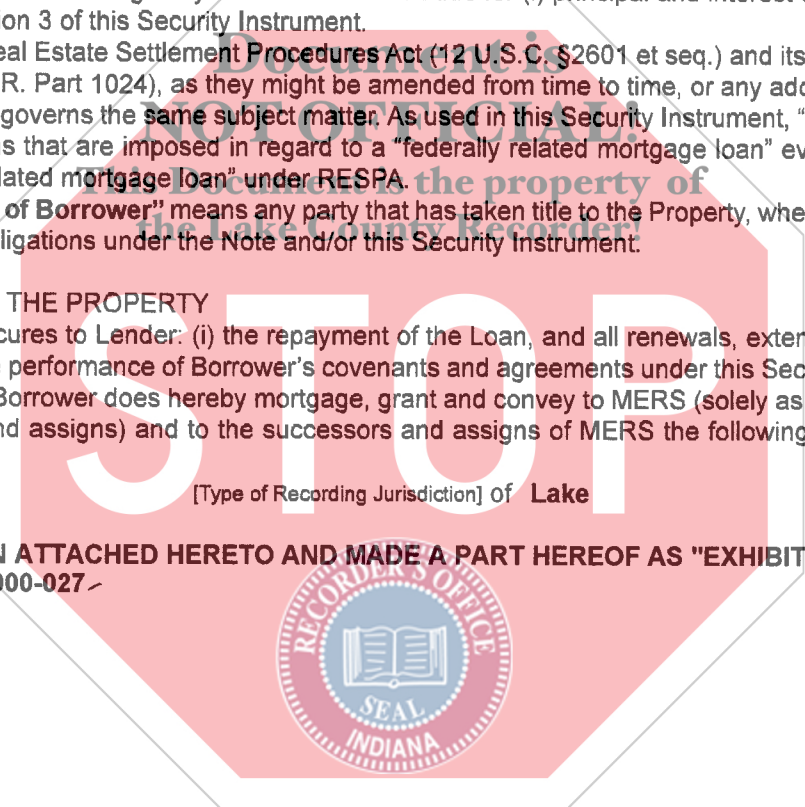 ion 3 of this Security Instrument.
eal Estate Settlement Procedures Act (12 U.S.C. §2601 et seq.) and its
R. Part 1024), as they might be amended from time to time, or any add
governs the same subject matter. As used in this Security Instrument, “
s that are imposed in regard to a “federally related mortgage loan” ev
lated mortgage loan” under RESPA.
of Borrower” means any party that has taken title to the Property, whe
ligations under the Note and/or this Security Instrument.
Document is
NOT OFFICIAL!
This Document is the property of
the Lake County Recorder!
THE PROPERTY
cures to Lender: (i) the repayment of the Loan, and all renewals, exten
performance of Borrower’s covenants and agreements under this Sec
Borrower does hereby mortgage, grant and convey to MERS (solely as
nd assigns) and to the successors and assigns of MERS the following
STOP
[Type of Recording Jurisdiction] of Lake
N ATTACHED HERETO AND MADE A PART HEREOF AS "EXHIBIT
000-027
RECORDER'S OFFICE
SEAL
INDIANA